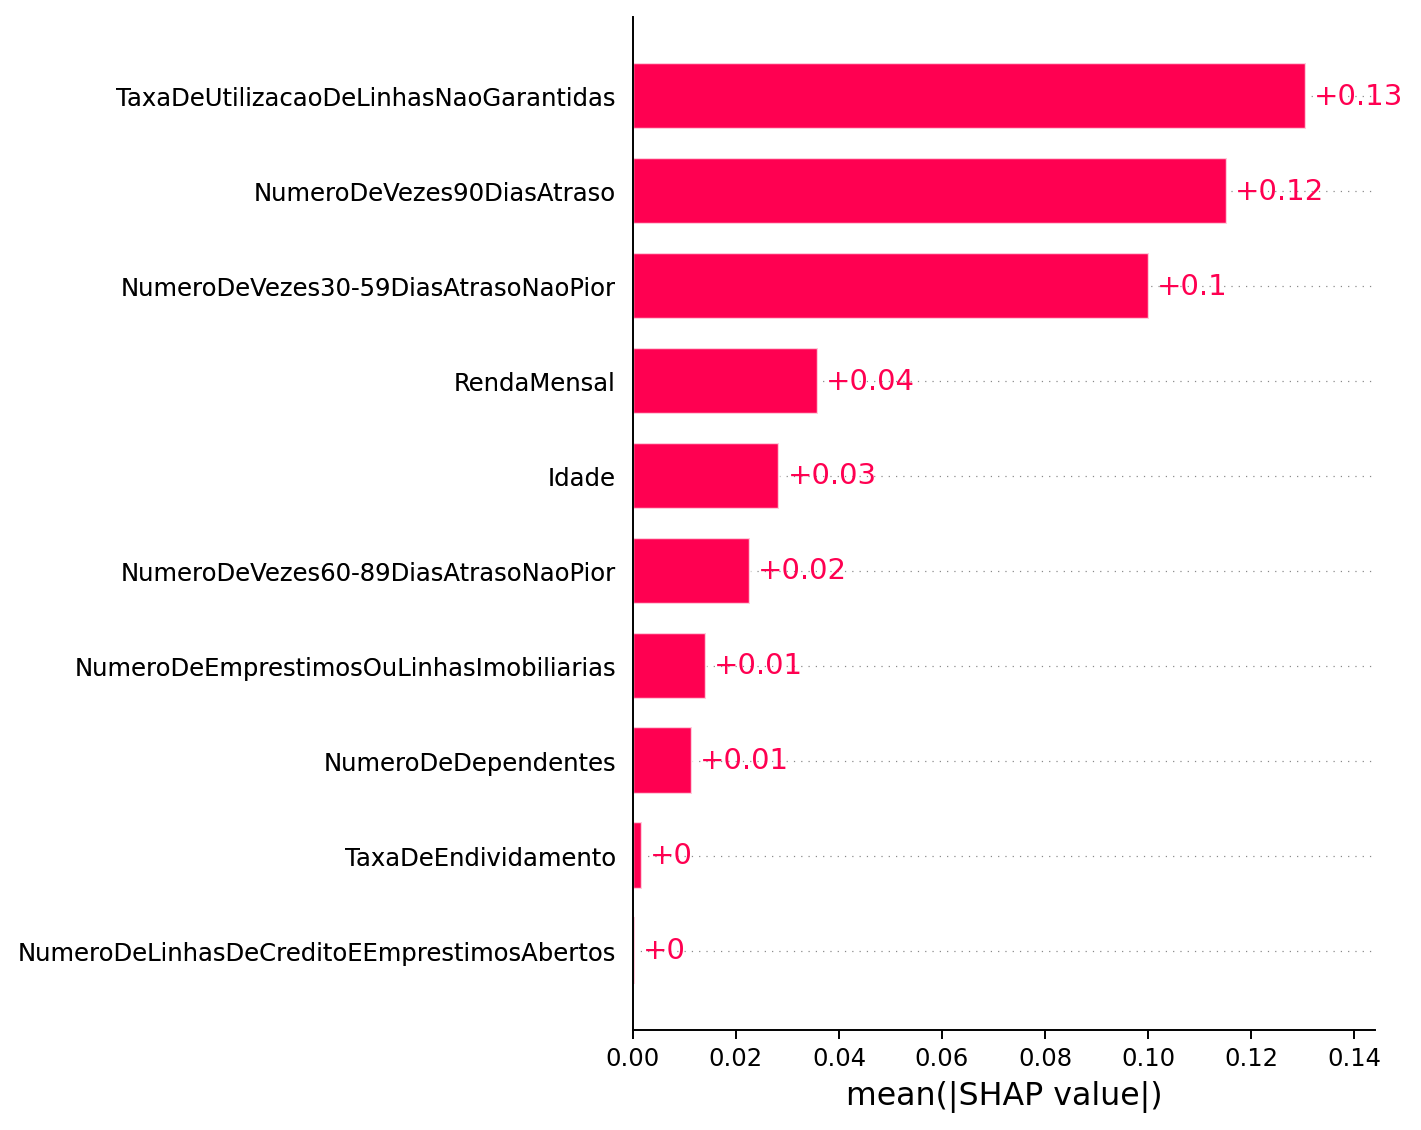 TaxaDeUtilizacaoDeLinhasNaoGarantidas +0.13
NumeroDeVezes90DiasAtraso +0.12
NumeroDeVezes30-59DiasAtrasoNaoPior +0.1
RendaMensal +0.04
Idade +0.03
NumeroDeVezes60-89DiasAtrasoNaoPior +0.02
NumeroDeEmprestimosOuLinhasImobiliarias +0.01
NumeroDeDependentes +0.01
TaxaDeEndividamento +0
NumeroDeLinhasDeCreditoEEmprestimosAbertos +0
0.00 0.02 0.04 0.06 0.08 0.10 0.12 0.14
mean(|SHAP value|)